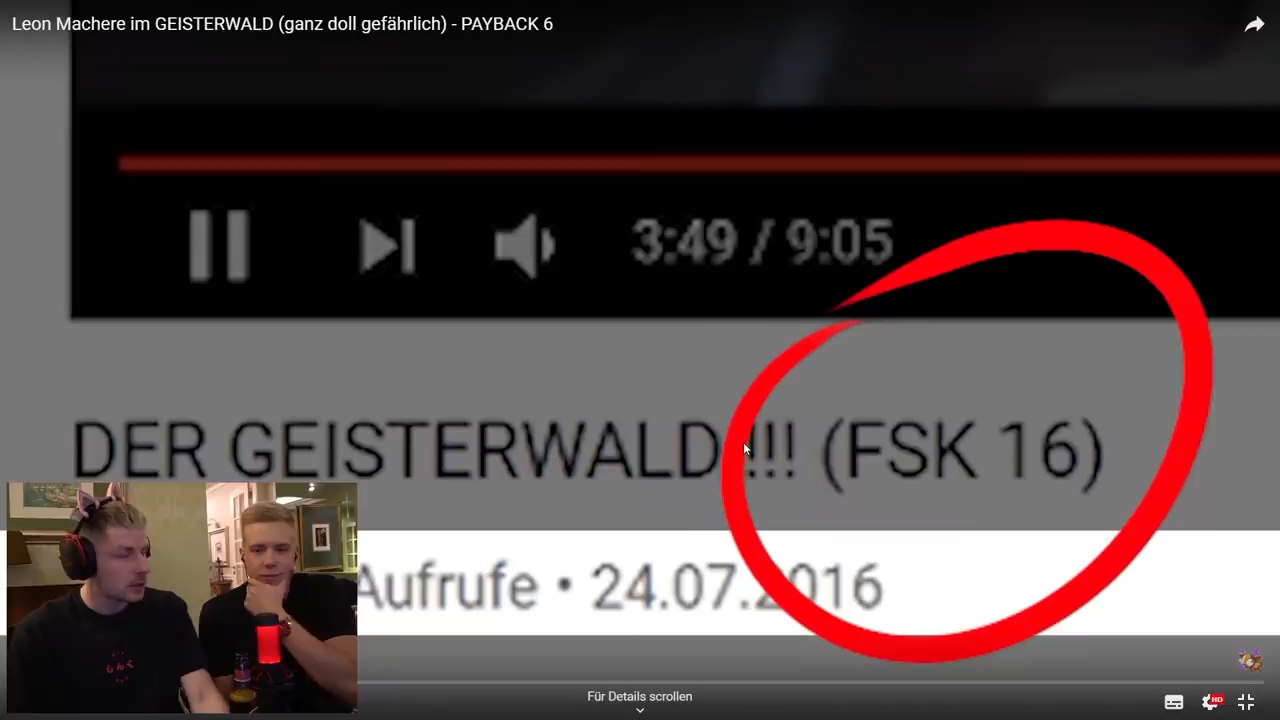 Leon Machere im GEISTERWALD (ganz doll gefährlich) - PAYBACK 6
3:49 / 9:05
DER GEISTERWALD !!! (FSK 16)
Aufrufe • 24.07.2016
Für Details scrollen
HD